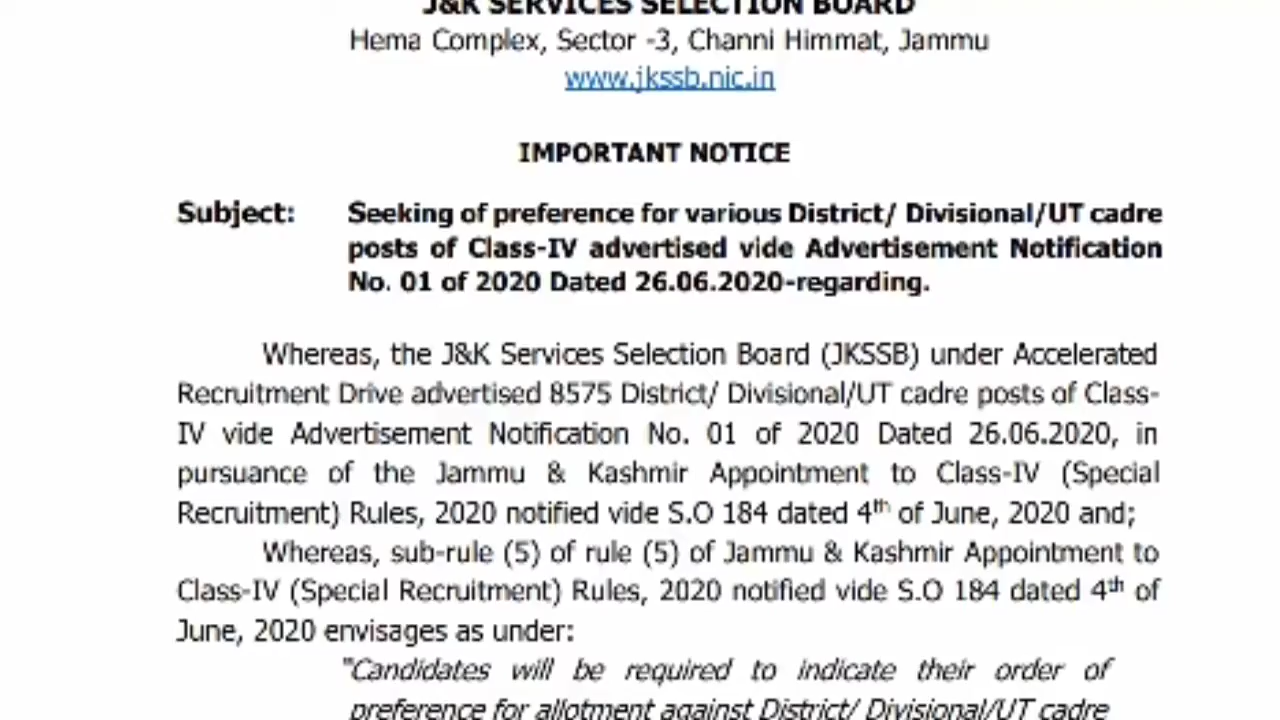 J&K SERVICES SELECTION BOARD
Hema Complex, Sector -3, Channi Himmat, Jammu
www.jkssb.nic.in
IMPORTANT NOTICE
Subject: Seeking of preference for various District/ Divisional/UT cadre
posts of Class-IV advertised vide Advertisement Notification
No. 01 of 2020 Dated 26.06.2020-regarding.
Whereas, the J&K Services Selection Board (JKSSB) under Accelerated
Recruitment Drive advertised 8575 District/ Divisional/UT cadre posts of Class-
IV vide Advertisement Notification No. 01 of 2020 Dated 26.06.2020, in
pursuance of the Jammu & Kashmir Appointment to Class-IV (Special
Recruitment) Rules, 2020 notified vide S.O 184 dated 4th of June, 2020 and;
Whereas, sub-rule (5) of rule (5) of Jammu & Kashmir Appointment to
Class-IV (Special Recruitment) Rules, 2020 notified vide S.O 184 dated 4th of
June, 2020 envisages as under:
"Candidates will be required to indicate their order of
preference for allotment against District/ Divisional/UT cadre